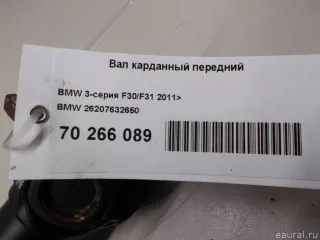 Вал карданный передний
BMW 3-серия F30/F31 2011>
BMW 26207632650
70 266 089
© eaural.ru